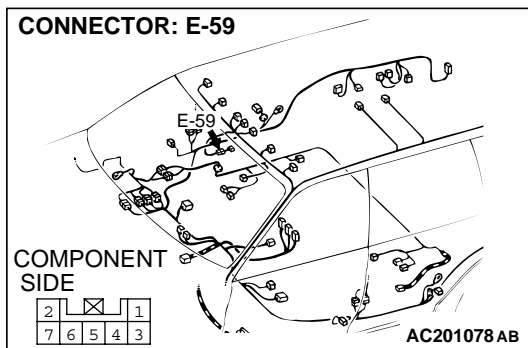 CONNECTOR: E-59
E-59
COMPONENT
SIDE
2 1
7 6 5 4 3
AC201078 AB